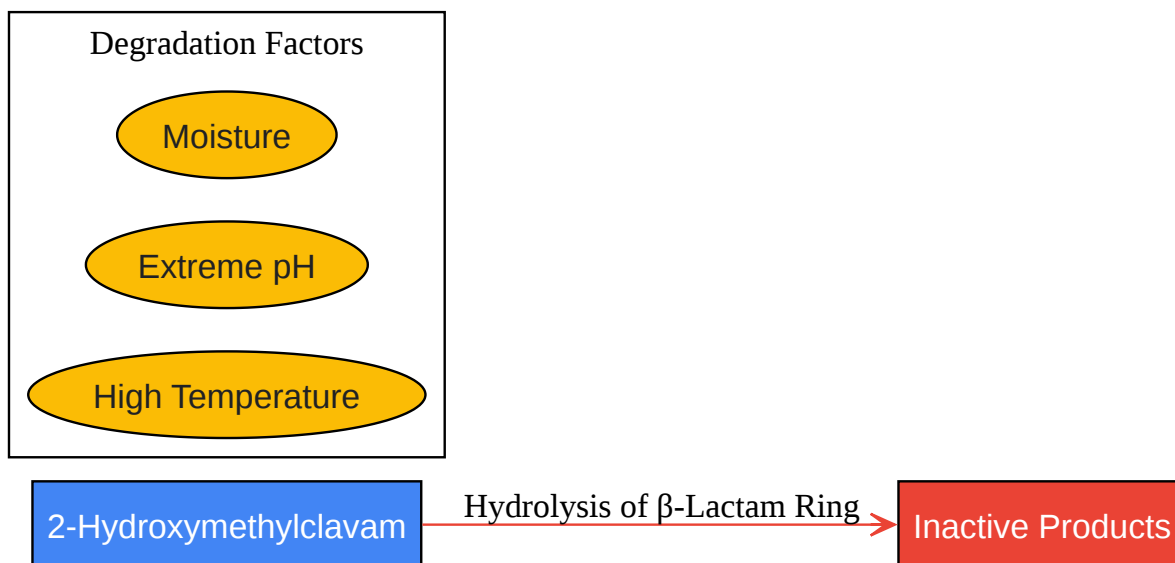 Degradation Factors
Moisture
Extreme pH
High Temperature
2-Hydroxymethylclavam
Hydrolysis of β-Lactam Ring
Inactive Products